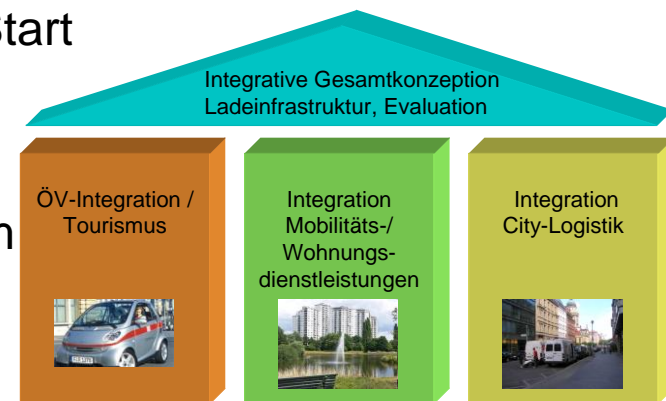 Start
Integrative Gesamtkonzeption
Ladeinfrastruktur, Evaluation
n
ÖV-Integration /
Tourismus
Integration
Mobilitäts-/
Wohnungs-
dienstleistungen
Integration
City-Logistik